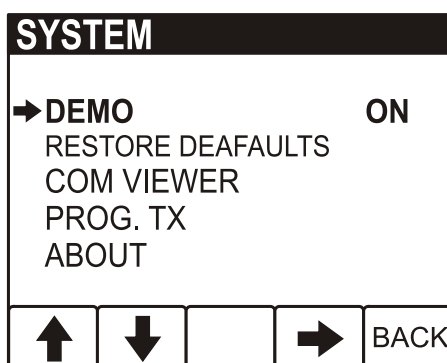 SYSTEM
DEMO ON
RESTORE DEAFAULTS
COM VIEWER
PROG. TX
ABOUT
BACK